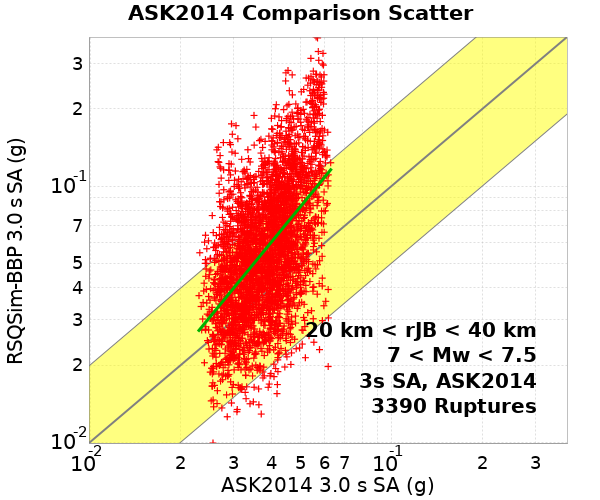 ASK2014 Comparison Scatter
RSQSim-BBP 3.0 s SA (g)
3
2
10-1
7
5
4
3
2
10-2
20 km < rJB < 40 km
7 < Mw < 7.5
3s SA, ASK2014
3390 Ruptures
10-2 2 3 4 5 6 7 10-1 2 3
ASK2014 3.0 s SA (g)